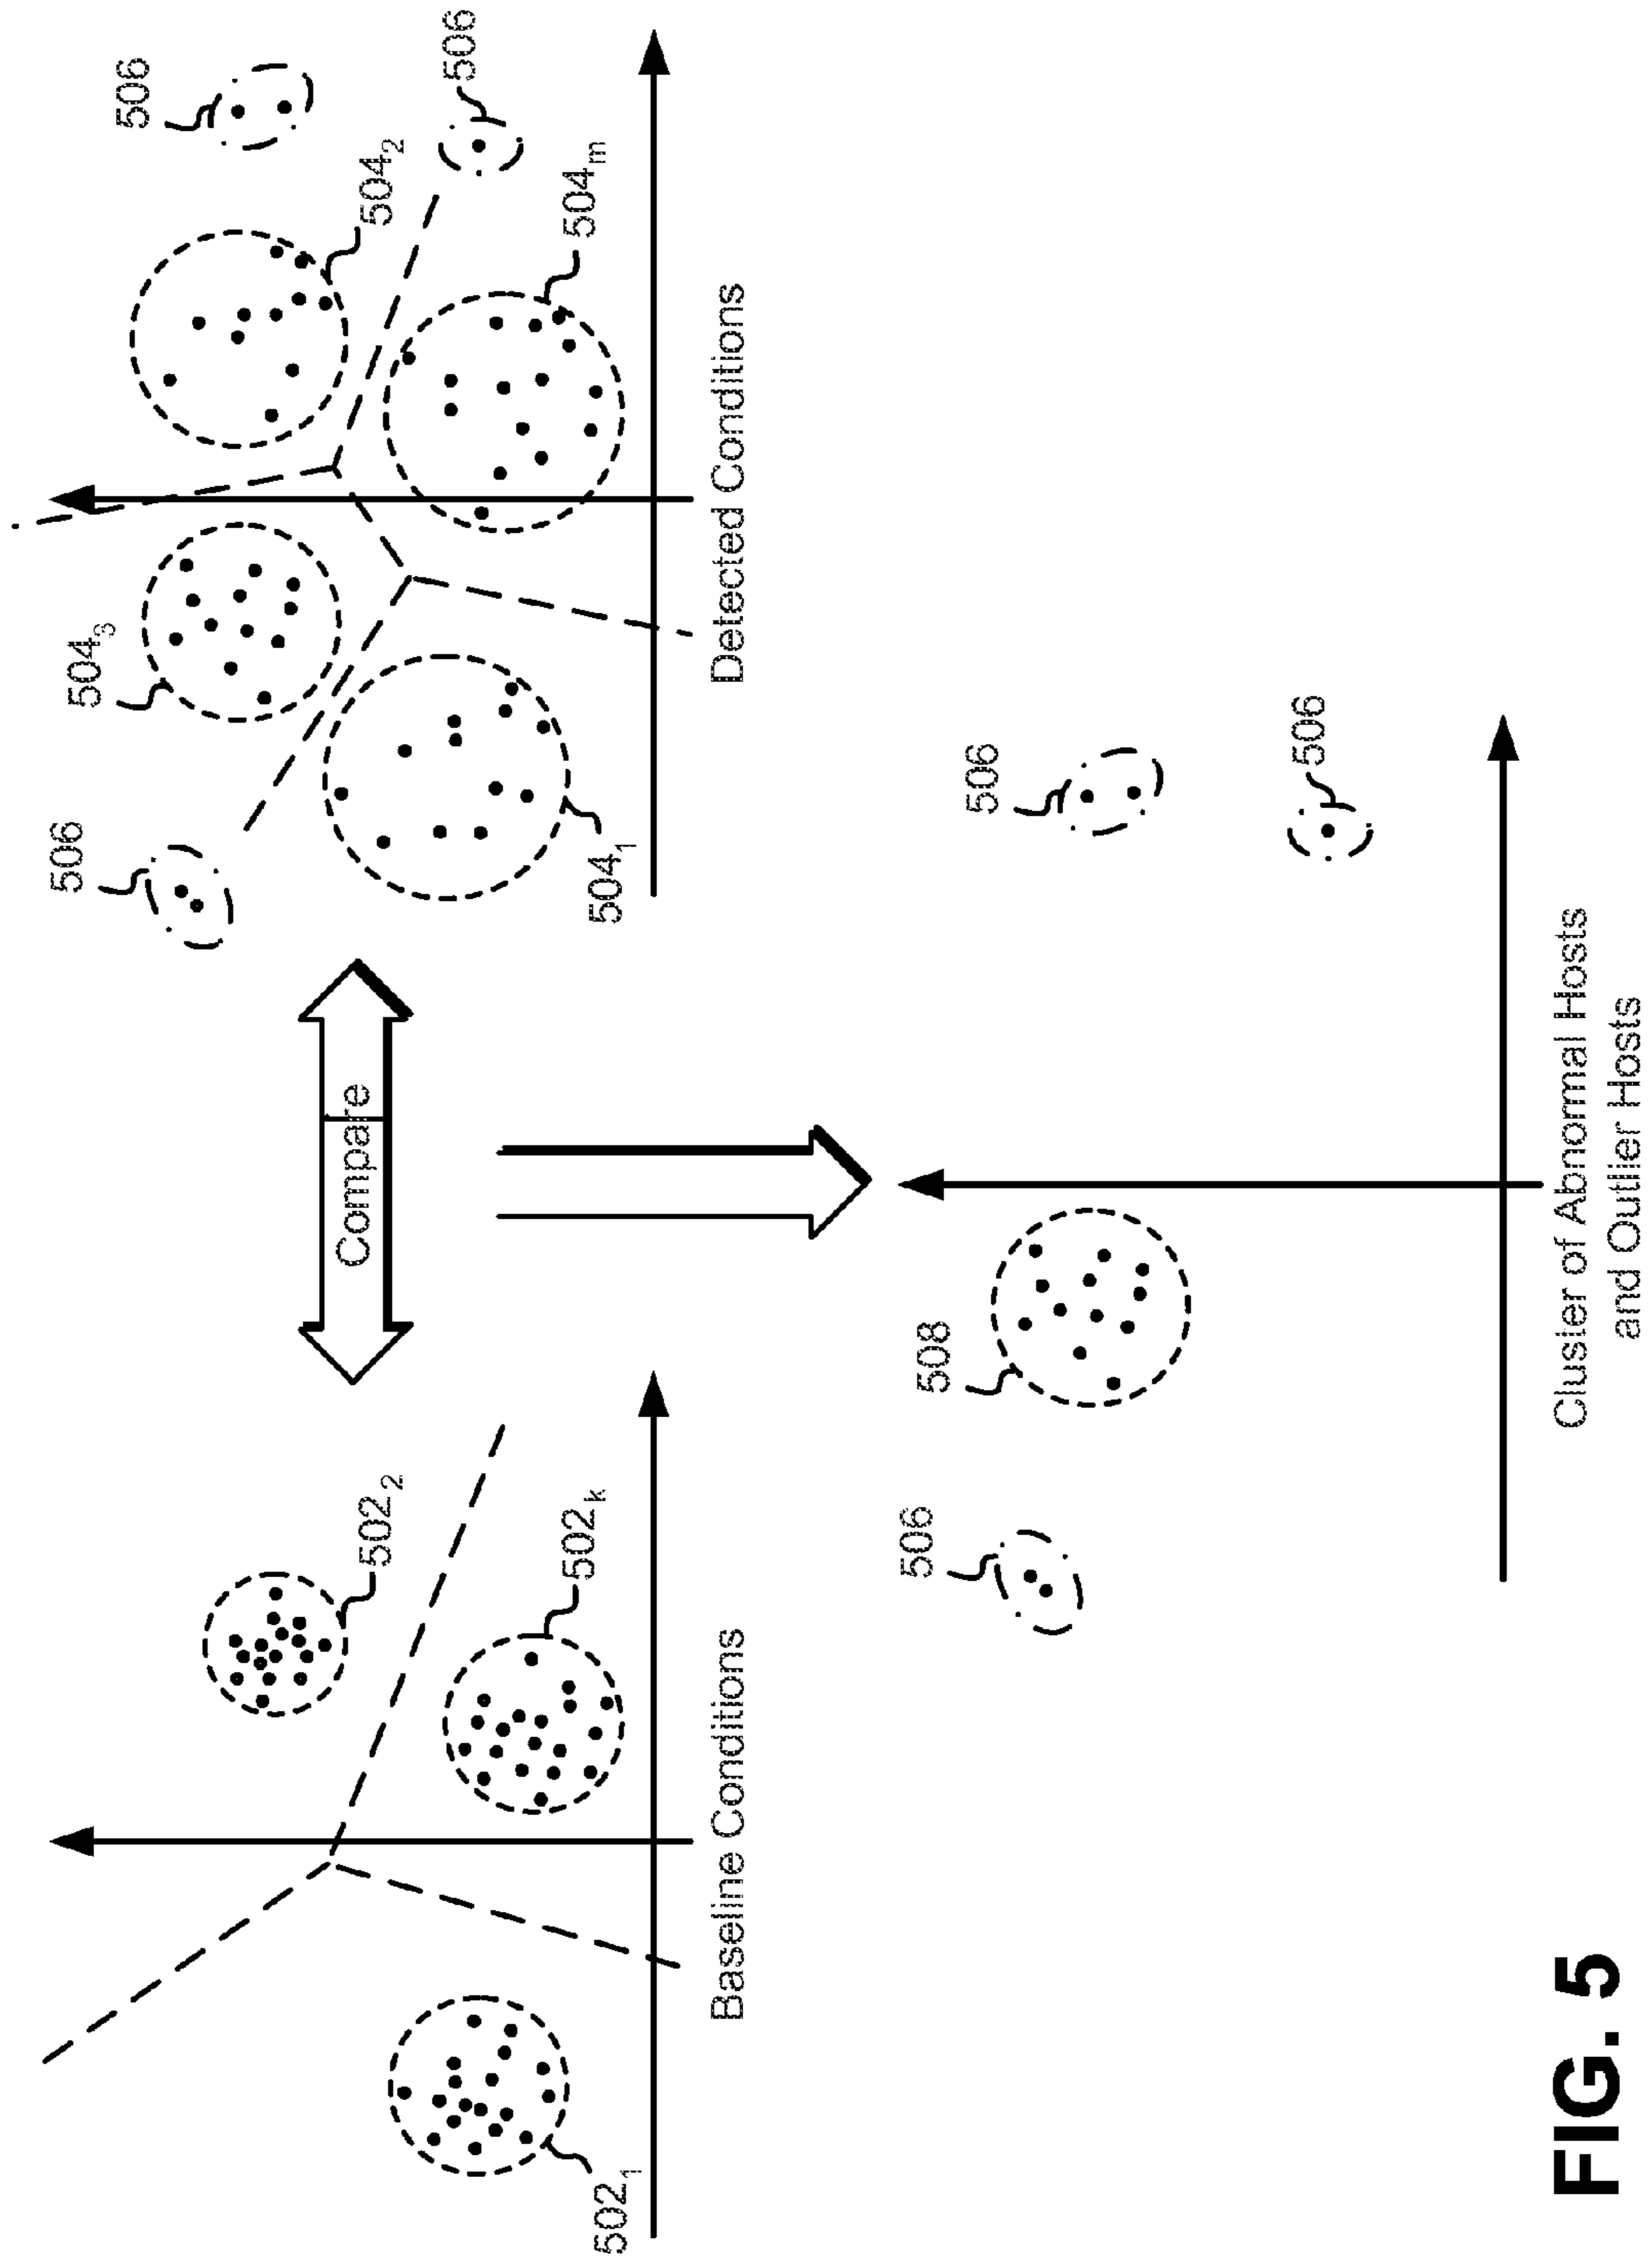 502₁
502₂
502ₖ
Baseline Conditions
Compare
506
504₃
506
504₂
506
504ₘ
504₁
Detected Conditions
506
508
506
506
Cluster of Abnormal Hosts
and Outlier Hosts
FIG. 5